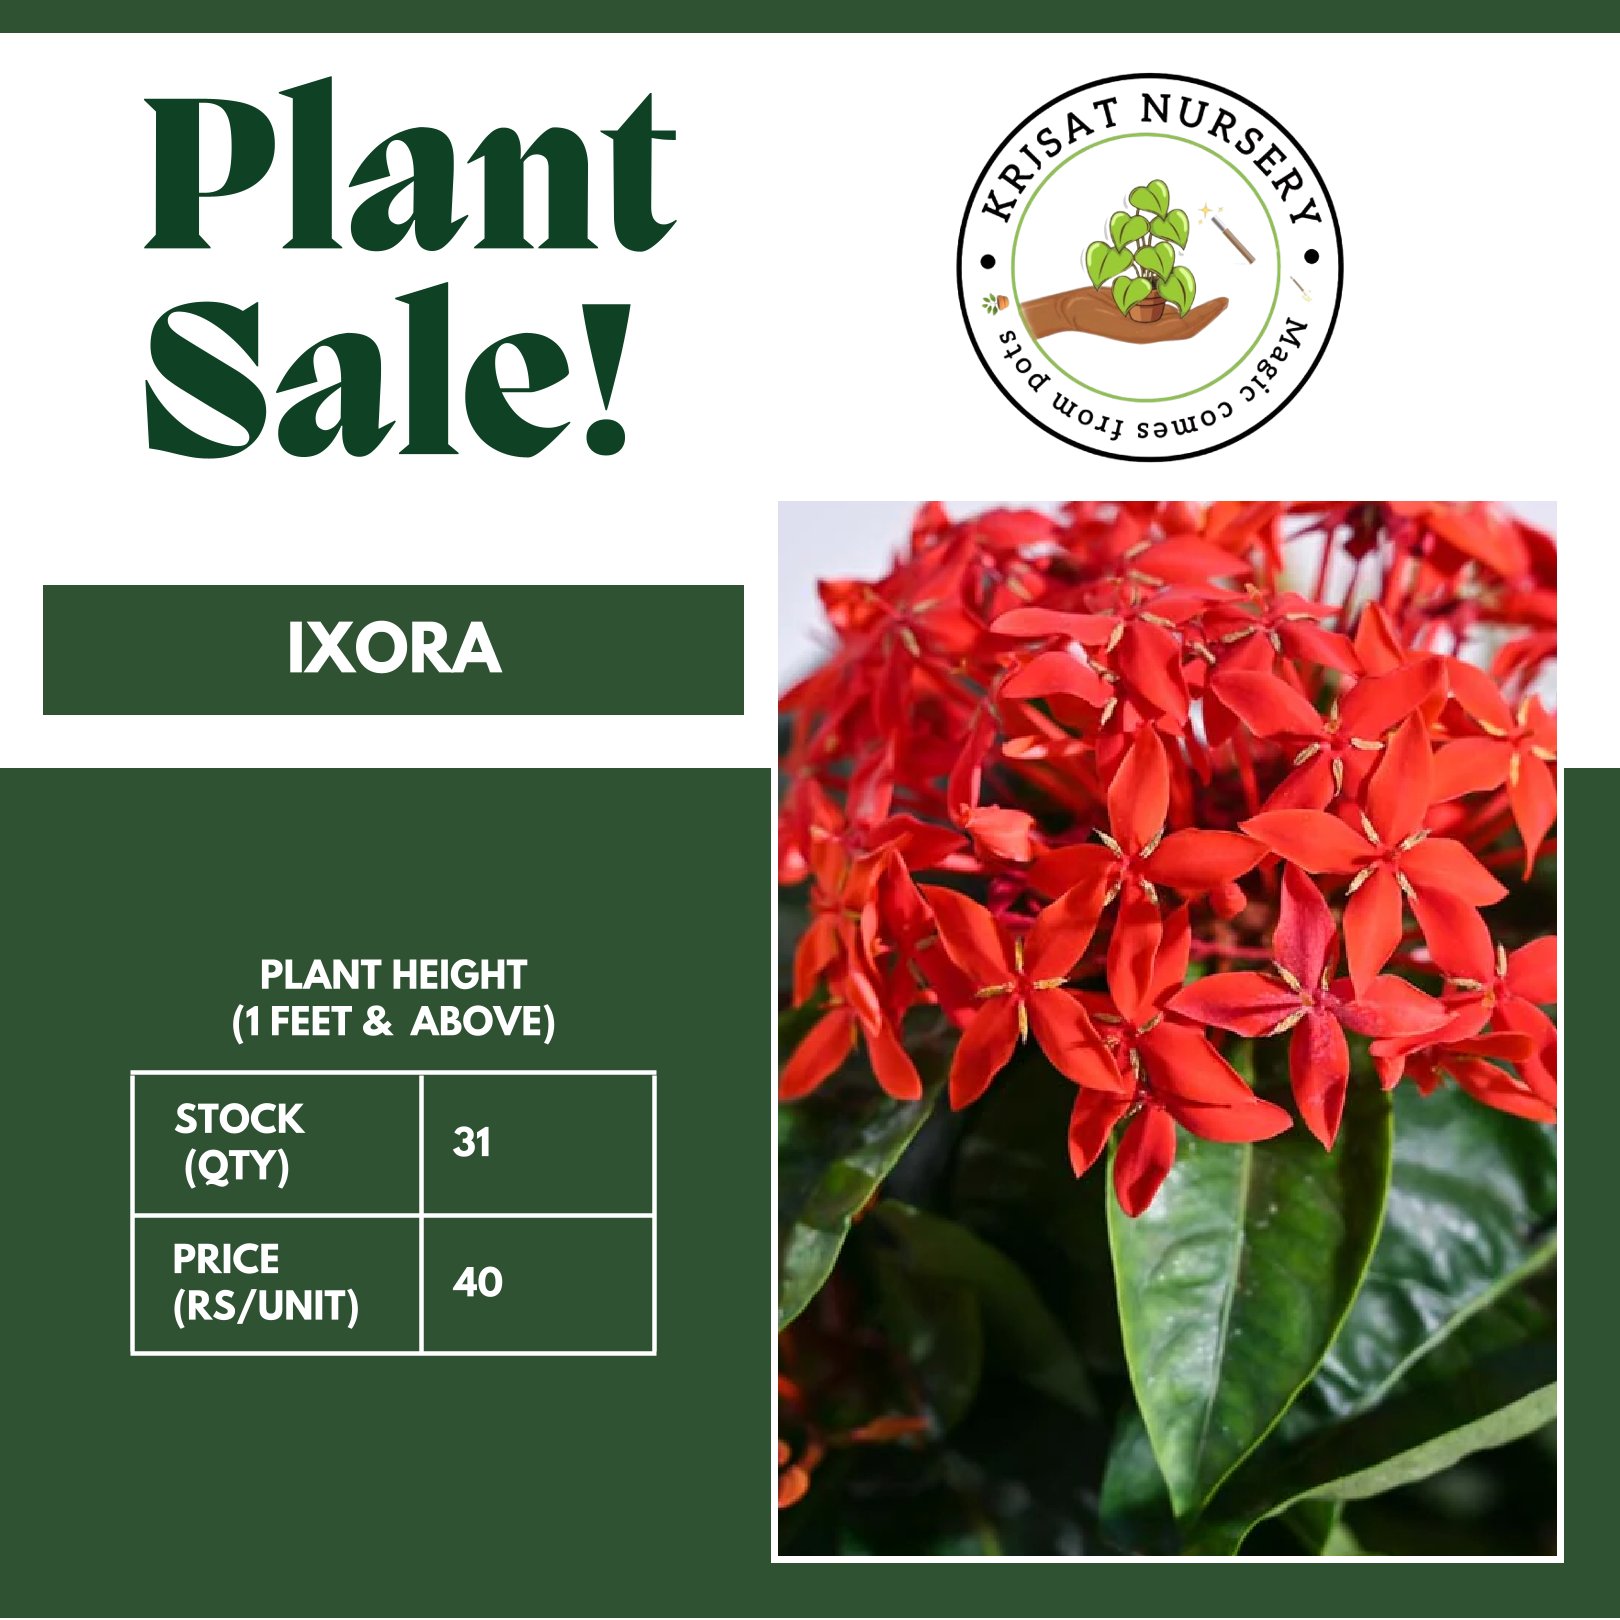 Plant
Sale!
KRJSAT NURSERY
Magic comes from pots
IXORA
PLANT HEIGHT
(1 FEET & ABOVE)
STOCK
(QTY)
31
PRICE
(RS/UNIT)
40